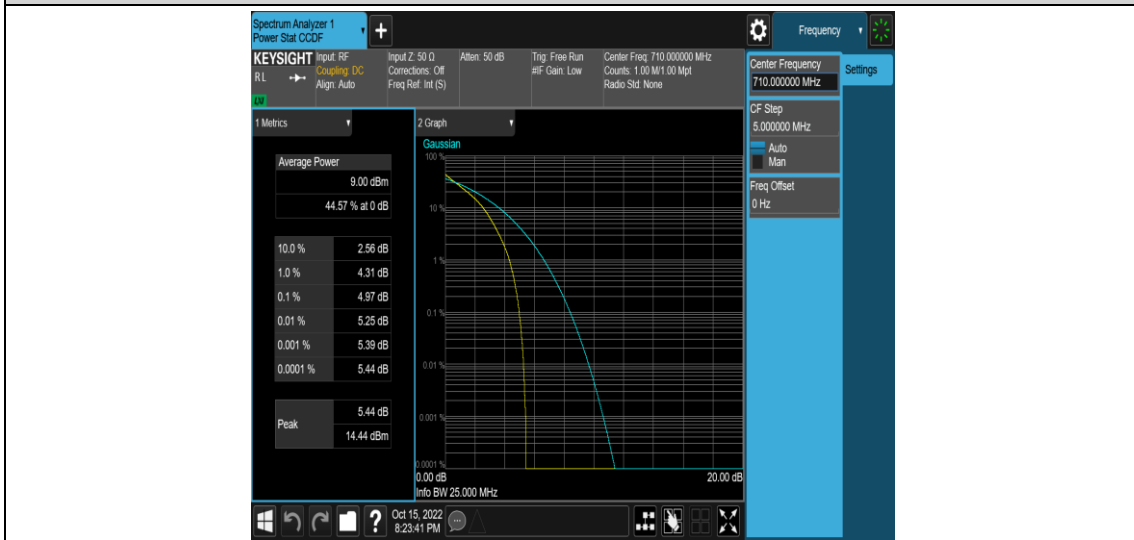 Spectrum Analyzer 1
Power Stat CCDF
Frequency
KEYSIGHT
RL
LXI
Input: RF
Coupling: DC
Align: Auto
Input Z: 50 Ω
Corrections: Off
Freq Ref: Int (S)
Atten: 50 dB
Trig: Free Run
#IF Gain: Low
Center Freq: 710.000000 MHz
Counts: 1.00 M/1.00 Mpt
Radio Std: None
Center Frequency
710.000000 MHz
Settings
CF Step
5.000000 MHz
Auto
Man
Freq Offset
0 Hz
1 Metrics
Average Power
9.00 dBm
44.57 % at 0 dB
10.0 % 2.56 dB
1.0 % 4.31 dB
0.1 % 4.97 dB
0.01 % 5.25 dB
0.001 % 5.39 dB
0.0001 % 5.44 dB
Peak
5.44 dB
14.44 dBm
2 Graph
Gaussian
100 %
10 %
1 %
0.1 %
0.01 %
0.001 %
0.0001 %
0.00 dB 20.00 dB
Info BW 25.000 MHz
?
Oct 15, 2022
8:23:41 PM